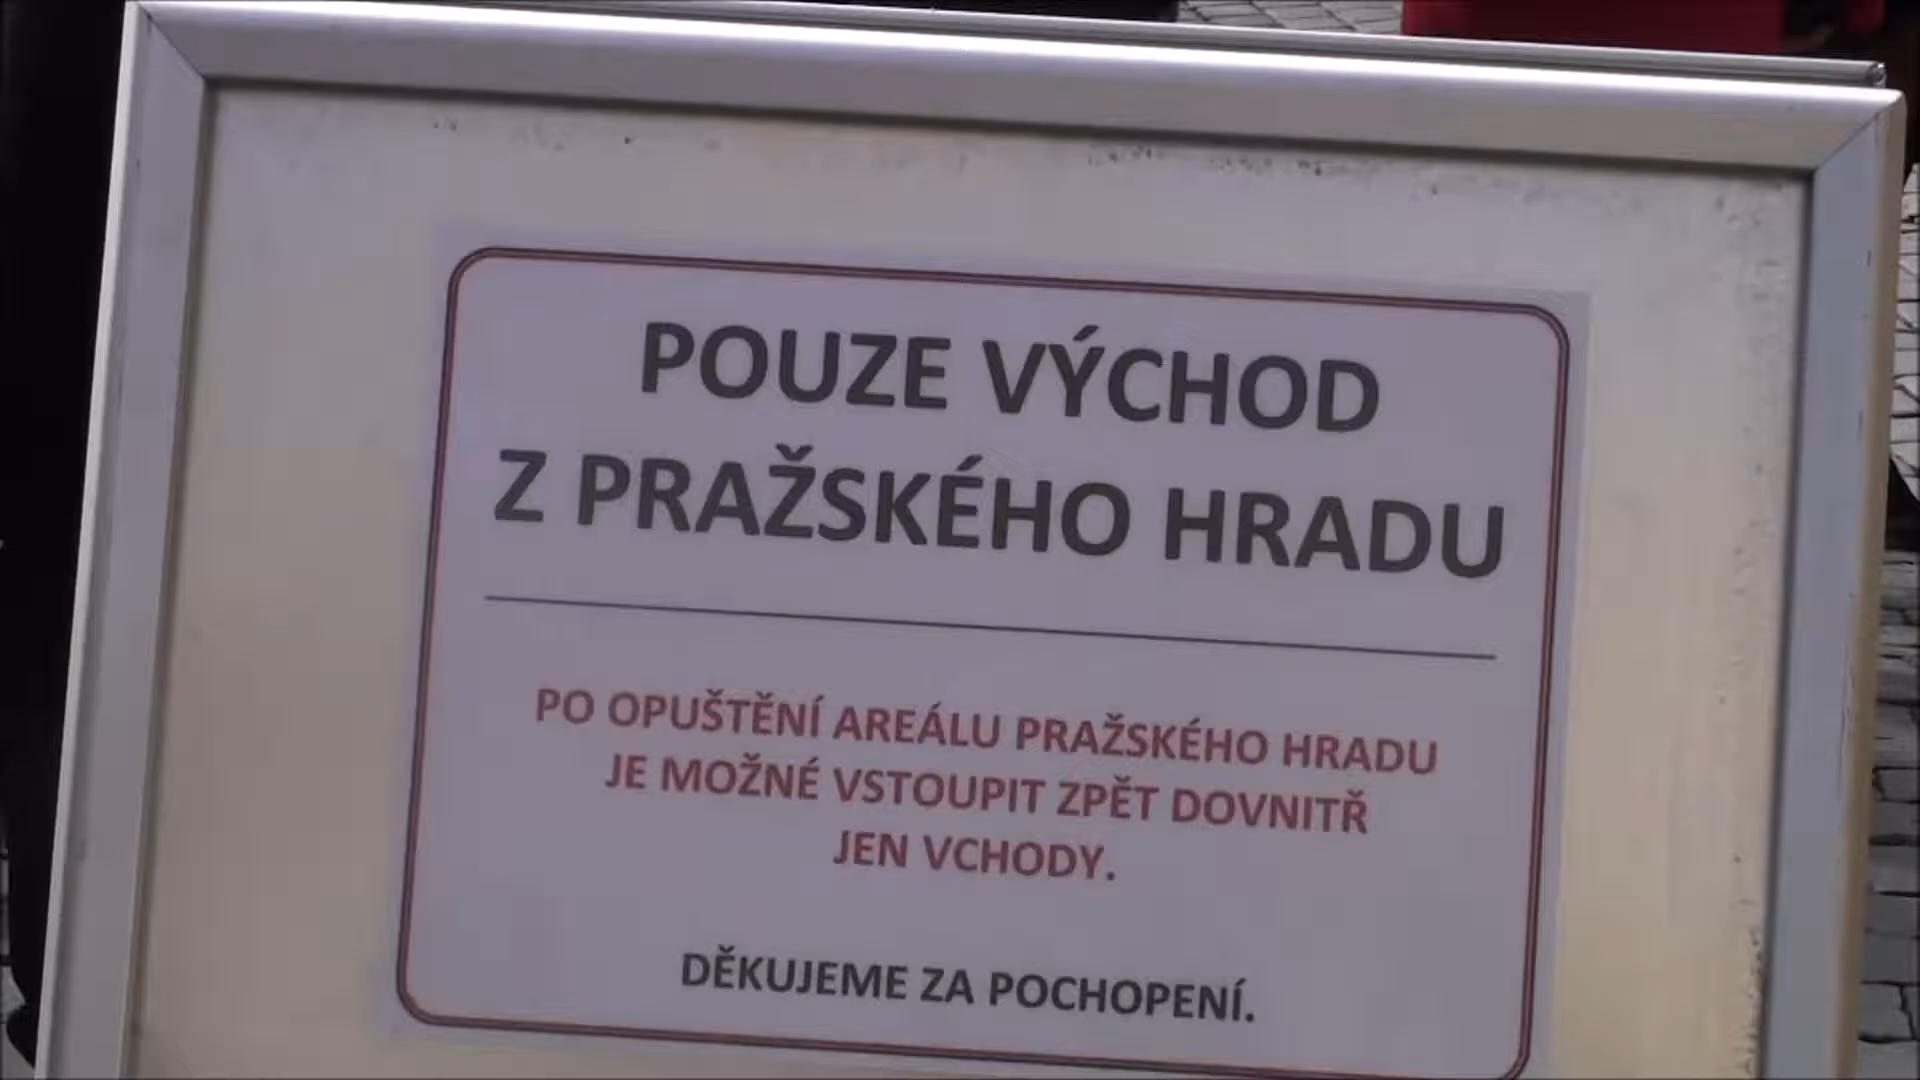 POUZE VÝCHOD
Z PRAŽSKÉHO HRADU
PO OPUŠTĚNÍ AREÁLU PRAŽSKÉHO HRADU
JE MOŽNÉ VSTOUPIT ZPĚT DOVNITŘ
JEN VCHODY.
DĚKUJEME ZA POCHOPENÍ.